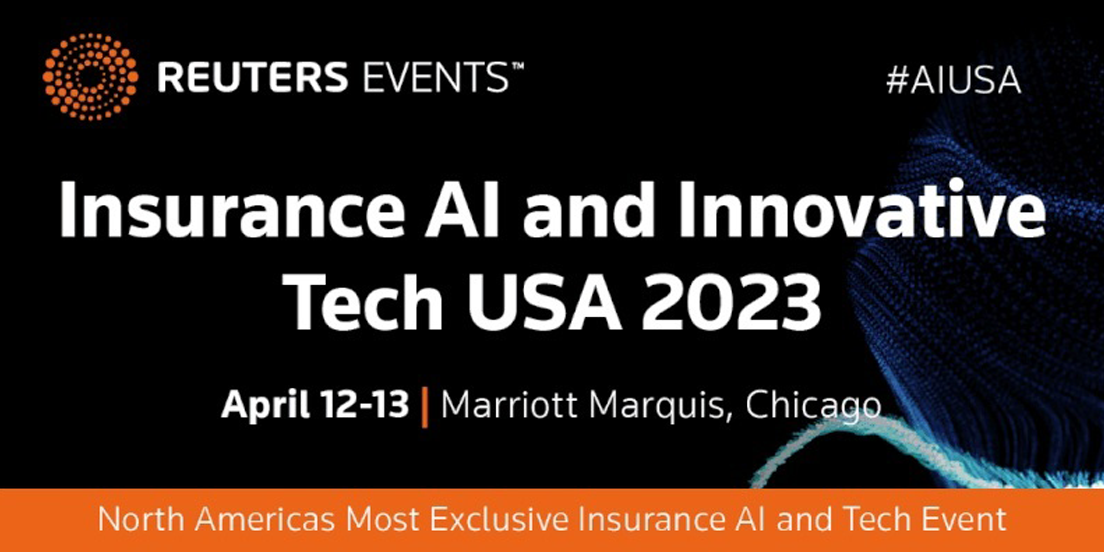 REUTERS EVENTS™
#AIUSA
Insurance AI and Innovative
Tech USA 2023
April 12-13 | Marriott Marquis, Chicago
North Americas Most Exclusive Insurance AI and Tech Event